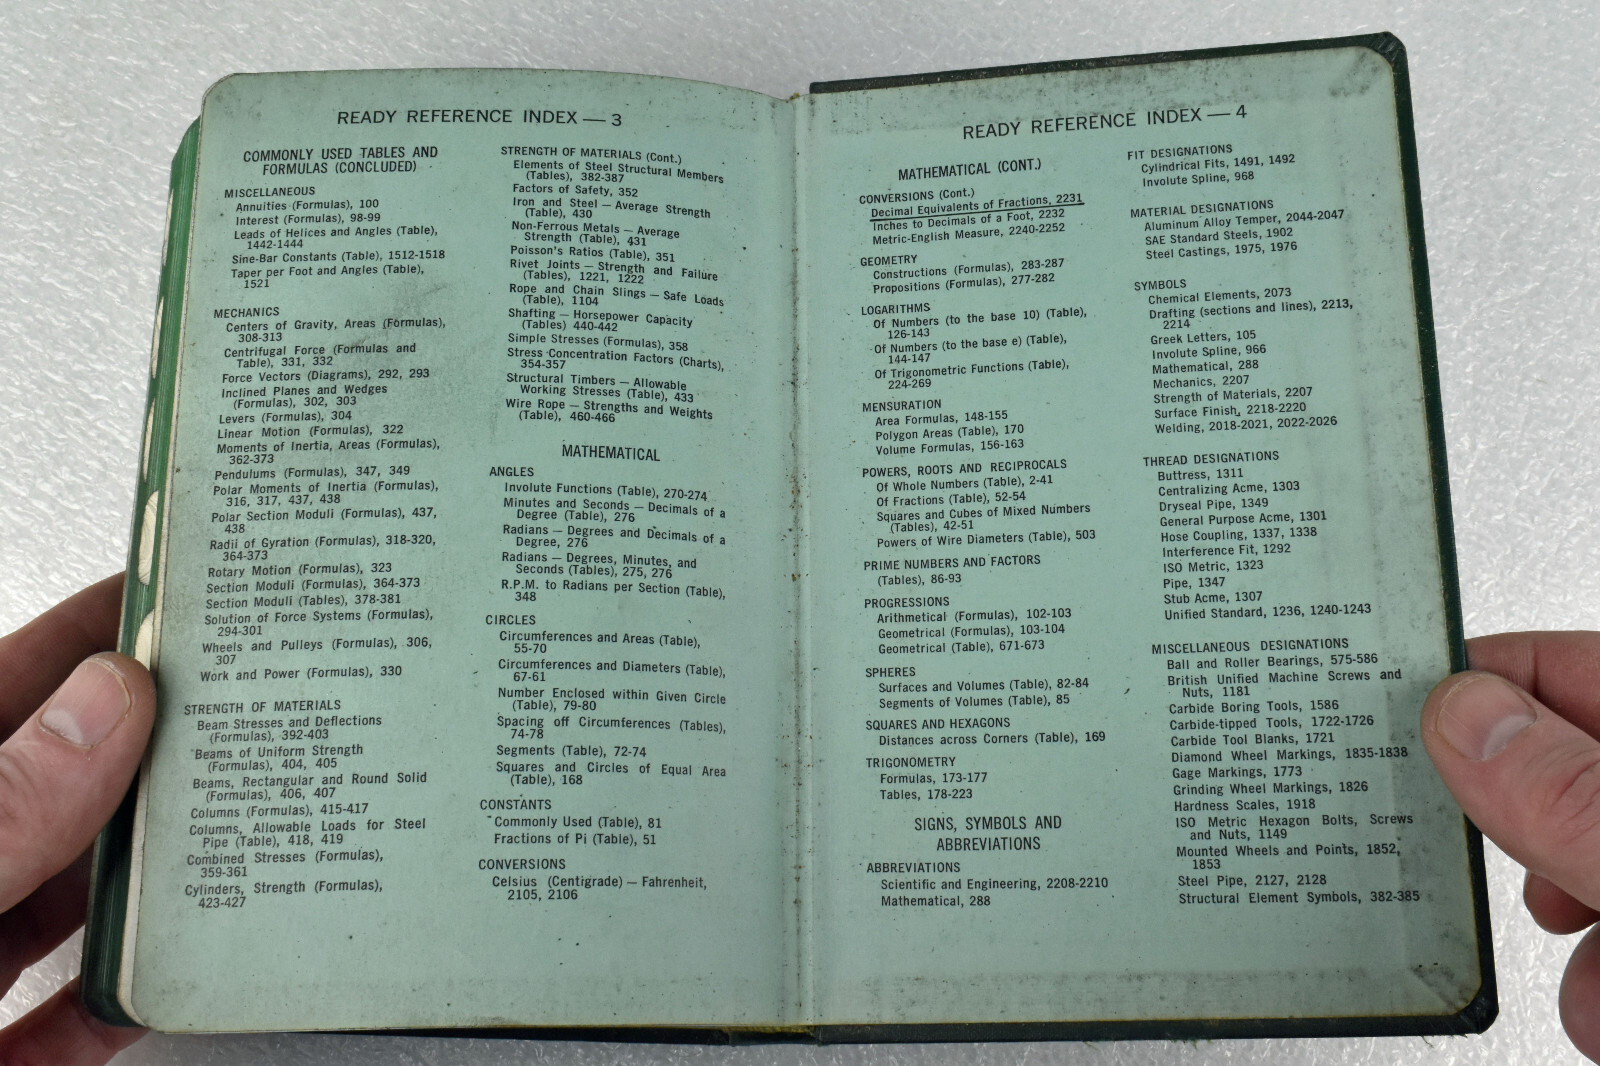 READY REFERENCE INDEX — 3
COMMONLY USED TABLES AND
FORMULAS (CONCLUDED)
MISCELLANEOUS
Annuities (Formulas), 100
Interest (Formulas), 98-99
Leads of Helices and Angles (Table),
1442-1444
Sine-Bar Constants (Table), 1512-1518
Taper per Foot and Angles (Table),
1521
MECHANICS
Centers of Gravity, Areas (Formulas),
308-313
Centrifugal Force (Formulas and
Table), 331, 332
Force Vectors (Diagrams), 292, 293
Inclined Planes and Wedges
(Formulas), 302, 303
Levers (Formulas), 304
Linear Motion (Formulas), 322
Moments of Inertia, Areas (Formulas),
362-373
Pendulums (Formulas), 347, 349
Polar Moments of Inertia (Formulas),
316, 317, 437, 438
Polar Section Moduli (Formulas), 437,
438
Radii of Gyration (Formulas), 318-320,
364-373
Rotary Motion (Formulas), 323
Section Moduli (Formulas), 364-373
Section Moduli (Tables), 378-381
Solution of Force Systems (Formulas),
294-301
Wheels and Pulleys (Formulas), 306,
307
Work and Power (Formulas), 330
STRENGTH OF MATERIALS
Beam Stresses and Deflections
(Formulas), 392-403
Beams of Uniform Strength
(Formulas), 404, 405
Beams, Rectangular and Round Solid
(Formulas), 406, 407
Columns (Formulas), 415-417
Columns, Allowable Loads for Steel
Pipe (Table), 418, 419
Combined Stresses (Formulas),
359-361
Cylinders, Strength (Formulas),
423-427
STRENGTH OF MATERIALS (Cont.)
Elements of Steel Structural Members
(Tables), 382-387
Factors of Safety, 352
Iron and Steel — Average Strength
(Table), 430
Non-Ferrous Metals — Average
Strength (Table), 431
Poisson's Ratios (Table), 351
Rivet Joints — Strength and Failure
(Tables), 1221, 1222
Rope and Chain Slings — Safe Loads
(Table), 1104
Shafting — Horsepower Capacity
(Tables) 440-442
Simple Stresses (Formulas), 358
Stress Concentration Factors (Charts),
354-357
Structural Timbers — Allowable
Working Stresses (Table), 433
Wire Rope — Strengths and Weights
(Table), 460-466
MATHEMATICAL
ANGLES
Involute Functions (Table), 270-274
Minutes and Seconds — Decimals of a
Degree (Table), 276
Radians — Degrees and Decimals of a
Degree, 276
Radians — Degrees, Minutes, and
Seconds (Tables), 275, 276
R.P.M. to Radians per Section (Table),
348
CIRCLES
Circumferences and Areas (Table),
55-70
Circumferences and Diameters (Table),
67-61
Number Enclosed within Given Circle
(Table), 79-80
Spacing off Circumferences (Tables),
74-78
Segments (Table), 72-74
Squares and Circles of Equal Area
(Table), 168
CONSTANTS
Commonly Used (Table), 81
Fractions of Pi (Table), 51
CONVERSIONS
Celsius (Centigrade) — Fahrenheit,
2105, 2106
READY REFERENCE INDEX — 4
MATHEMATICAL (CONT.)
CONVERSIONS (Cont.)
Decimal Equivalents of Fractions, 2231
Inches to Decimals of a Foot, 2232
Metric-English Measure, 2240-2252
GEOMETRY
Constructions (Formulas), 283-287
Propositions (Formulas), 277-282
LOGARITHMS
Of Numbers (to the base 10) (Table),
126-143
Of Numbers (to the base e) (Table),
144-147
Of Trigonometric Functions (Table),
224-269
MENSURATION
Area Formulas, 148-155
Polygon Areas (Table), 170
Volume Formulas, 156-163
POWERS, ROOTS AND RECIPROCALS
Of Whole Numbers (Table), 2-41
Of Fractions (Table), 52-54
Squares and Cubes of Mixed Numbers
(Tables), 42-51
Powers of Wire Diameters (Table), 503
PRIME NUMBERS AND FACTORS
(Tables), 86-93
PROGRESSIONS
Arithmetical (Formulas), 102-103
Geometrical (Formulas), 103-104
Geometrical (Table), 671-673
SPHERES
Surfaces and Volumes (Table), 82-84
Segments of Volumes (Table), 85
SQUARES AND HEXAGONS
Distances across Corners (Table), 169
TRIGONOMETRY
Formulas, 173-177
Tables, 178-223
SIGNS, SYMBOLS AND
ABBREVIATIONS
ABBREVIATIONS
Scientific and Engineering, 2208-2210
Mathematical, 288
FIT DESIGNATIONS
Cylindrical Fits, 1491, 1492
Involute Spline, 968
MATERIAL DESIGNATIONS
Aluminum Alloy Temper, 2044-2047
SAE Standard Steels, 1902
Steel Castings, 1975, 1976
SYMBOLS
Chemical Elements, 2073
Drafting (sections and lines), 2213,
2214
Greek Letters, 105
Involute Spline, 966
Mathematical, 288
Mechanics, 2207
Strength of Materials, 2207
Surface Finish, 2218-2220
Welding, 2018-2021, 2022-2026
THREAD DESIGNATIONS
Buttress, 1311
Centralizing Acme, 1303
Dryseal Pipe, 1349
General Purpose Acme, 1301
Hose Coupling, 1337, 1338
Interference Fit, 1292
ISO Metric, 1323
Pipe, 1347
Stub Acme, 1307
Unified Standard, 1236, 1240-1243
MISCELLANEOUS DESIGNATIONS
Ball and Roller Bearings, 575-586
British Unified Machine Screws and
Nuts, 1181
Carbide Boring Tools, 1586
Carbide-tipped Tools, 1722-1726
Carbide Tool Blanks, 1721
Diamond Wheel Markings, 1835-1838
Gage Markings, 1773
Grinding Wheel Markings, 1826
Hardness Scales, 1918
ISO Metric Hexagon Bolts, Screws
and Nuts, 1149
Mounted Wheels and Points, 1852,
1853
Steel Pipe, 2127, 2128
Structural Element Symbols, 382-385